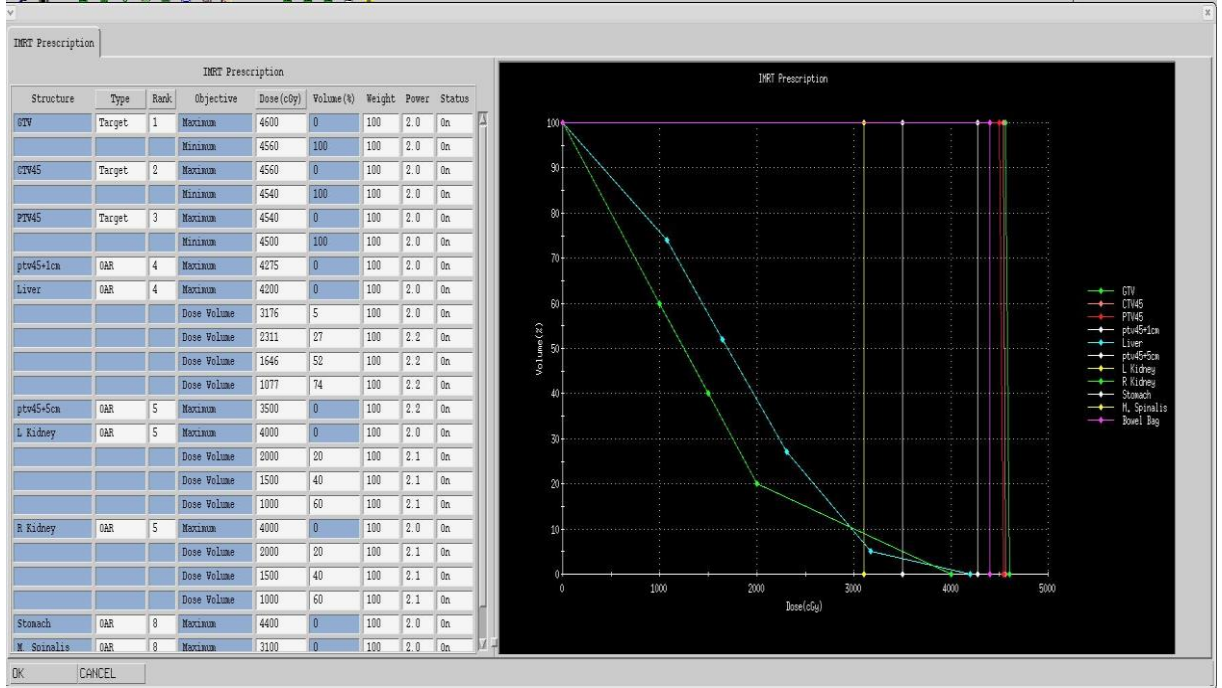 IMRT Prescription
IMRT Prescription
Structure Type Rank Objective Dose(cGy) Volume(%) Weight Power Status
GTV Target 1 Maximum 4600 0 100 2.0 On
Minimum 4560 100 100 2.0 On
CTV45 Target 2 Maximum 4560 0 100 2.0 On
Minimum 4540 100 100 2.0 On
PTV45 Target 3 Maximum 4540 0 100 2.0 On
Minimum 4500 100 100 2.0 On
ptv45+1cm OAR 4 Maximum 4275 0 100 2.0 On
Liver OAR 4 Maximum 4200 0 100 2.0 On
Dose Volume 3176 5 100 2.0 On
Dose Volume 2311 27 100 2.2 On
Dose Volume 1646 52 100 2.2 On
Dose Volume 1077 74 100 2.2 On
ptv45+5cm OAR 5 Maximum 3500 0 100 2.2 On
L Kidney OAR 5 Maximum 4000 0 100 2.0 On
Dose Volume 2000 20 100 2.1 On
Dose Volume 1500 40 100 2.1 On
Dose Volume 1000 60 100 2.1 On
R Kidney OAR 5 Maximum 4000 0 100 2.0 On
Dose Volume 2000 20 100 2.1 On
Dose Volume 1500 40 100 2.1 On
Dose Volume 1000 60 100 2.1 On
Stomach OAR 8 Maximum 4400 0 100 2.0 On
M. Spinalis OAR 8 Maximum 3100 0 100 2.0 On
OK CANCEL
IMRT Prescription
Volume(%)
100
90
80
70
60
50
40
30
20
10
0
0 1000 2000 3000 4000 5000
Dose(cGy)
GTV
CTV45
PTV45
ptv45+1cm
Liver
ptv45+5cm
L Kidney
R Kidney
Stomach
M. Spinalis
Bowel Bag